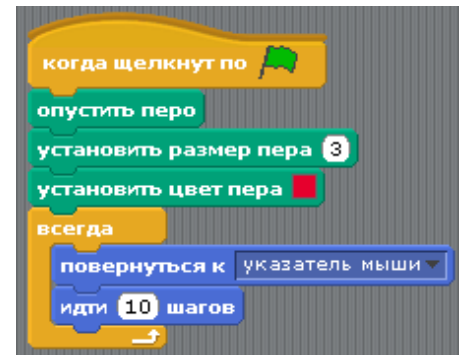 когда щелкнут по
опустить перо
установить размер пера 3
установить цвет пера
всегда
повернуться к указатель мыши
идти 10 шагов